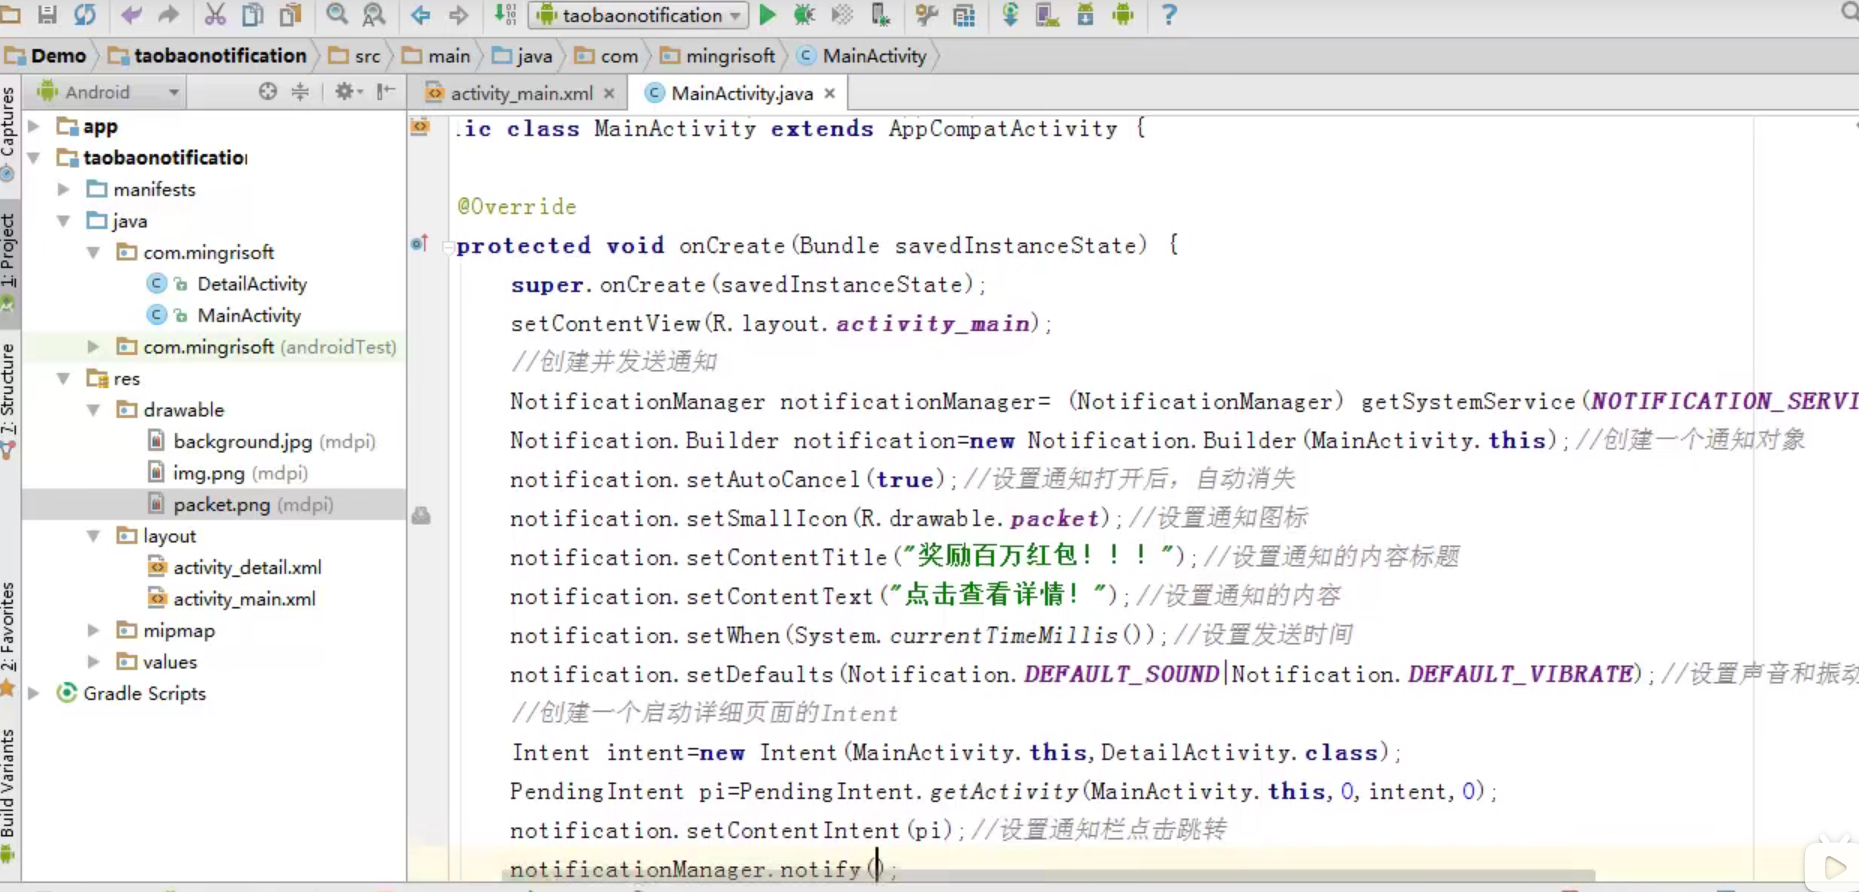 taobaonotification
Demo taobaonotification src main java com mingrisoft MainActivity
Android
activity_main.xml MainActivity.java
Captures
1: Project
7: Structure
2: Favorites
Build Variants
app
taobaonotification
manifests
java
com.mingrisoft
DetailActivity
MainActivity
com.mingrisoft (androidTest)
res
drawable
background.jpg (mdpi)
img.png (mdpi)
packet.png (mdpi)
layout
activity_detail.xml
activity_main.xml
mipmap
values
Gradle Scripts
ic class MainActivity extends AppCompatActivity {
@Override
protected void onCreate(Bundle savedInstanceState) {
super.onCreate(savedInstanceState);
setContentView(R.layout.activity_main);
//创建并发送通知
NotificationManager notificationManager= (NotificationManager) getSystemService(NOTIFICATION_SERVI
Notification.Builder notification=new Notification.Builder(MainActivity.this);//创建一个通知对象
notification.setAutoCancel(true);//设置通知打开后，自动消失
notification.setSmallIcon(R.drawable.packet);//设置通知图标
notification.setContentTitle("奖励百万红包！！！");//设置通知的内容标题
notification.setContentText("点击查看详情！");//设置通知的内容
notification.setWhen(System.currentTimeMillis());//设置发送时间
notification.setDefaults(Notification.DEFAULT_SOUND|Notification.DEFAULT_VIBRATE);//设置声音和振动
//创建一个启动详细页面的Intent
Intent intent=new Intent(MainActivity.this,DetailActivity.class);
PendingIntent pi=PendingIntent.getActivity(MainActivity.this,0,intent,0);
notification.setContentIntent(pi);//设置通知栏点击跳转
notificationManager.notify();